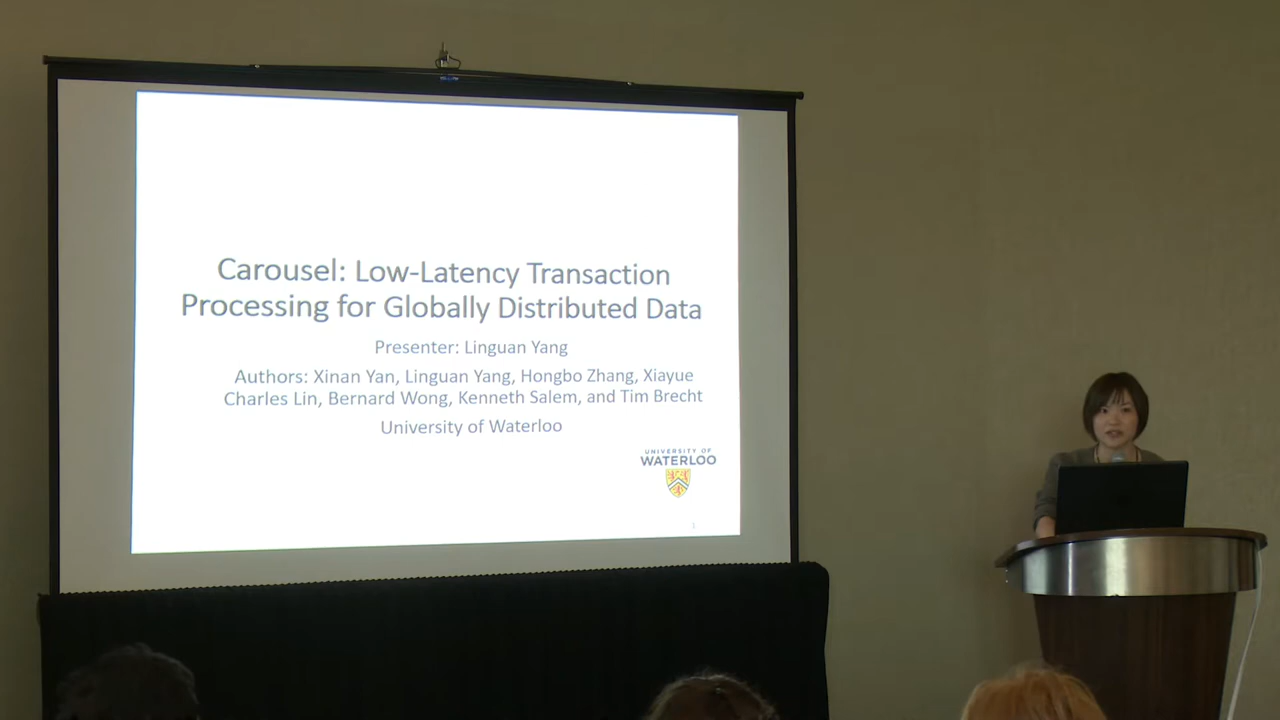 Carousel: Low-Latency Transaction
Processing for Globally Distributed Data
Presenter: Linguan Yang
Authors: Xinan Yan, Linguan Yang, Hongbo Zhang, Xiayue
Charles Lin, Bernard Wong, Kenneth Salem, and Tim Brecht
University of Waterloo
UNIVERSITY OF
WATERLOO
1